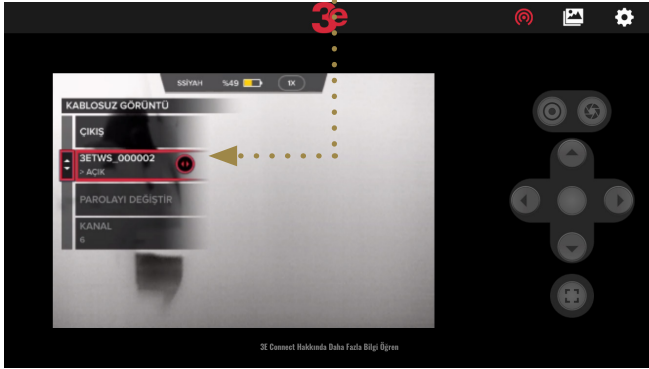 3e
SSİYAH %49 1X
KABLOSUZ GÖRÜNTÜ
ÇIKIŞ
3ETWS_000002
> AÇIK
PAROLAYI DEĞİŞTİR
KANAL
6
3E Connect Hakkında Daha Fazla Bilgi Öğren